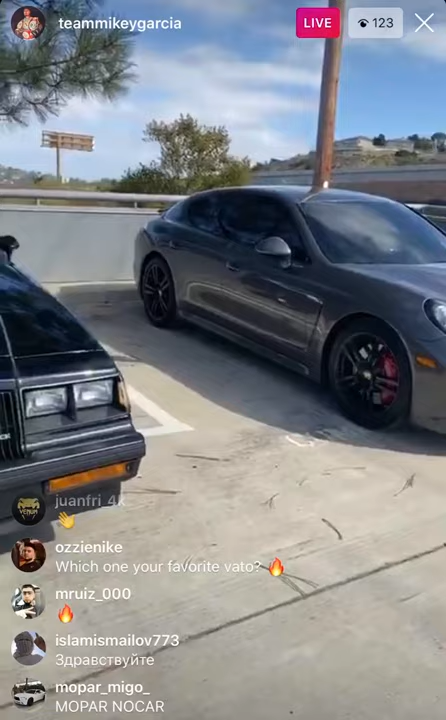 teammikeygarcia
LIVE
123
juanfri_4k
👋
ozzienike
Which one your favorite vato? 🔥
mruiz_000
🔥
islamismailov773
Здравствуйте
mopar_migo_
MOPAR NOCAR